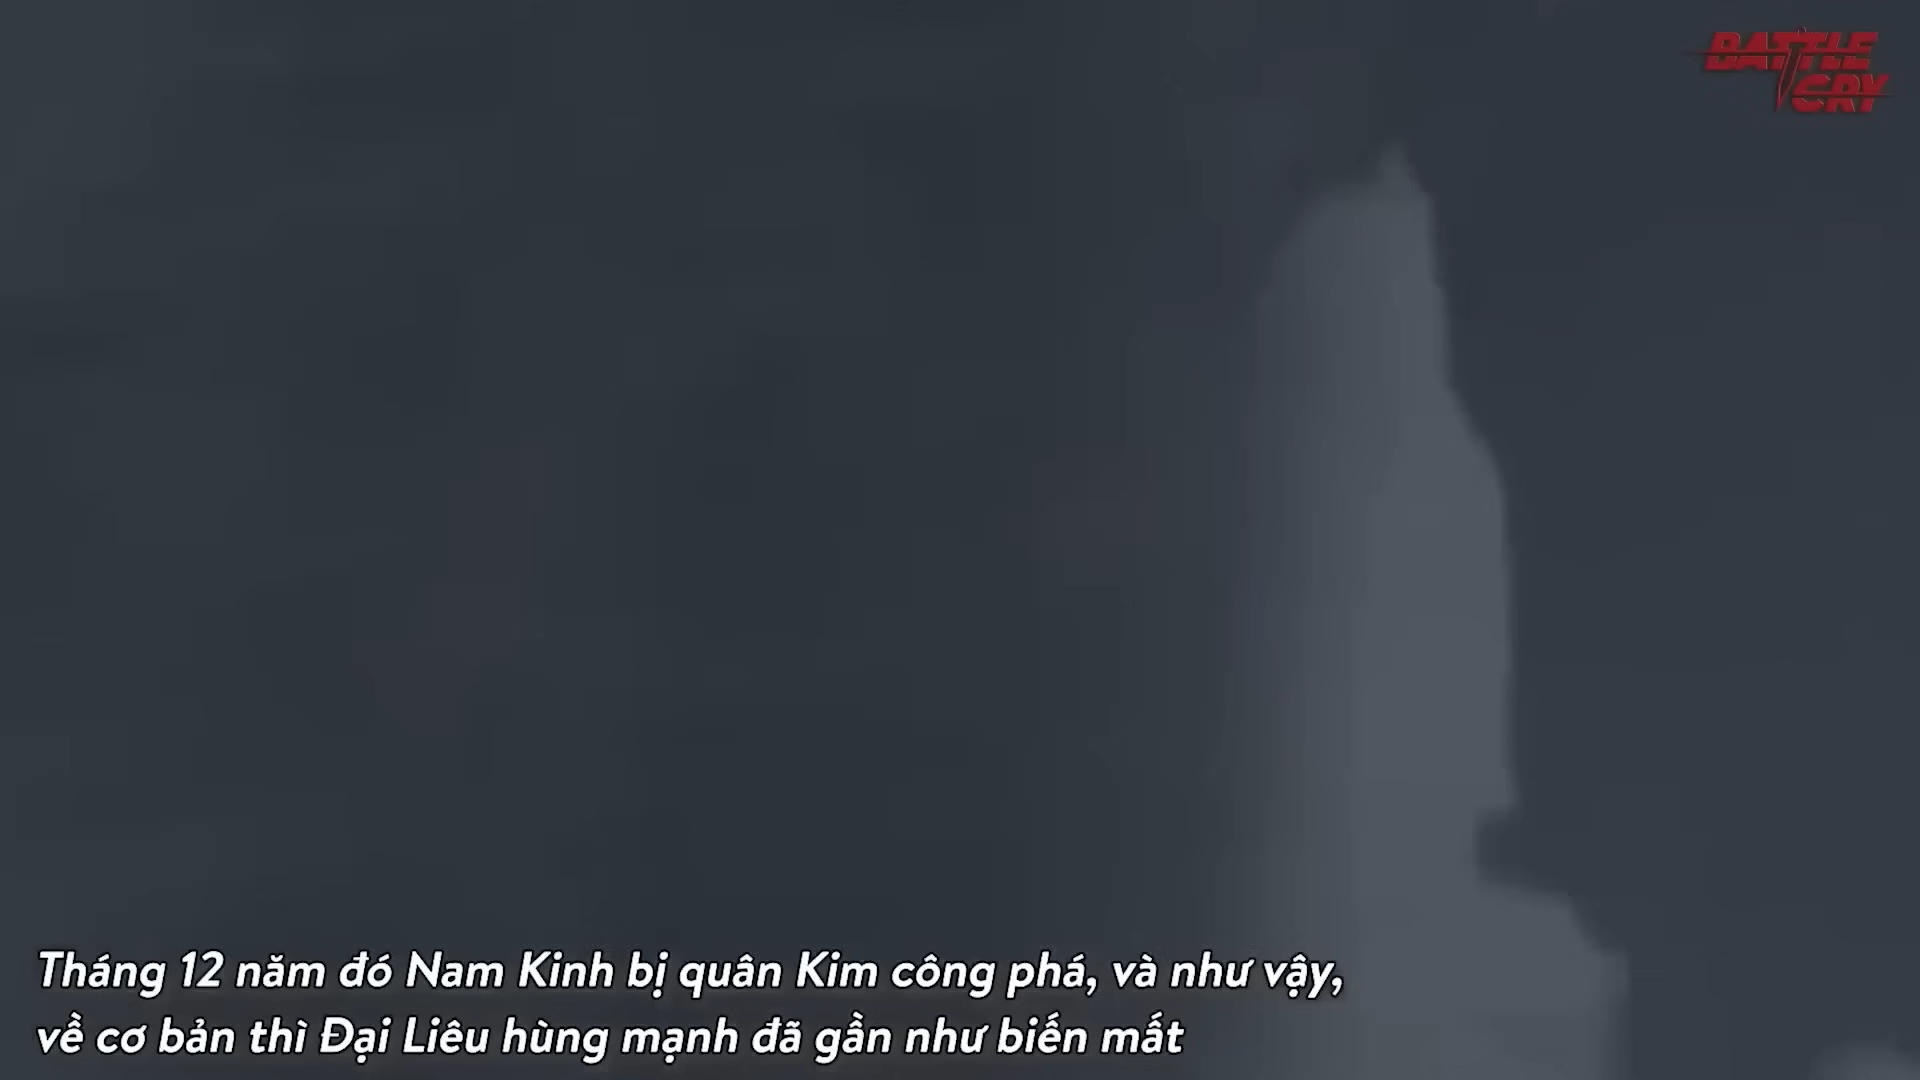 BATTLE
CRY
Tháng 12 năm đó Nam Kinh bị quân Kim công phá, và như vậy,
về cơ bản thì Đại Liêu hùng mạnh đã gần như biến mất